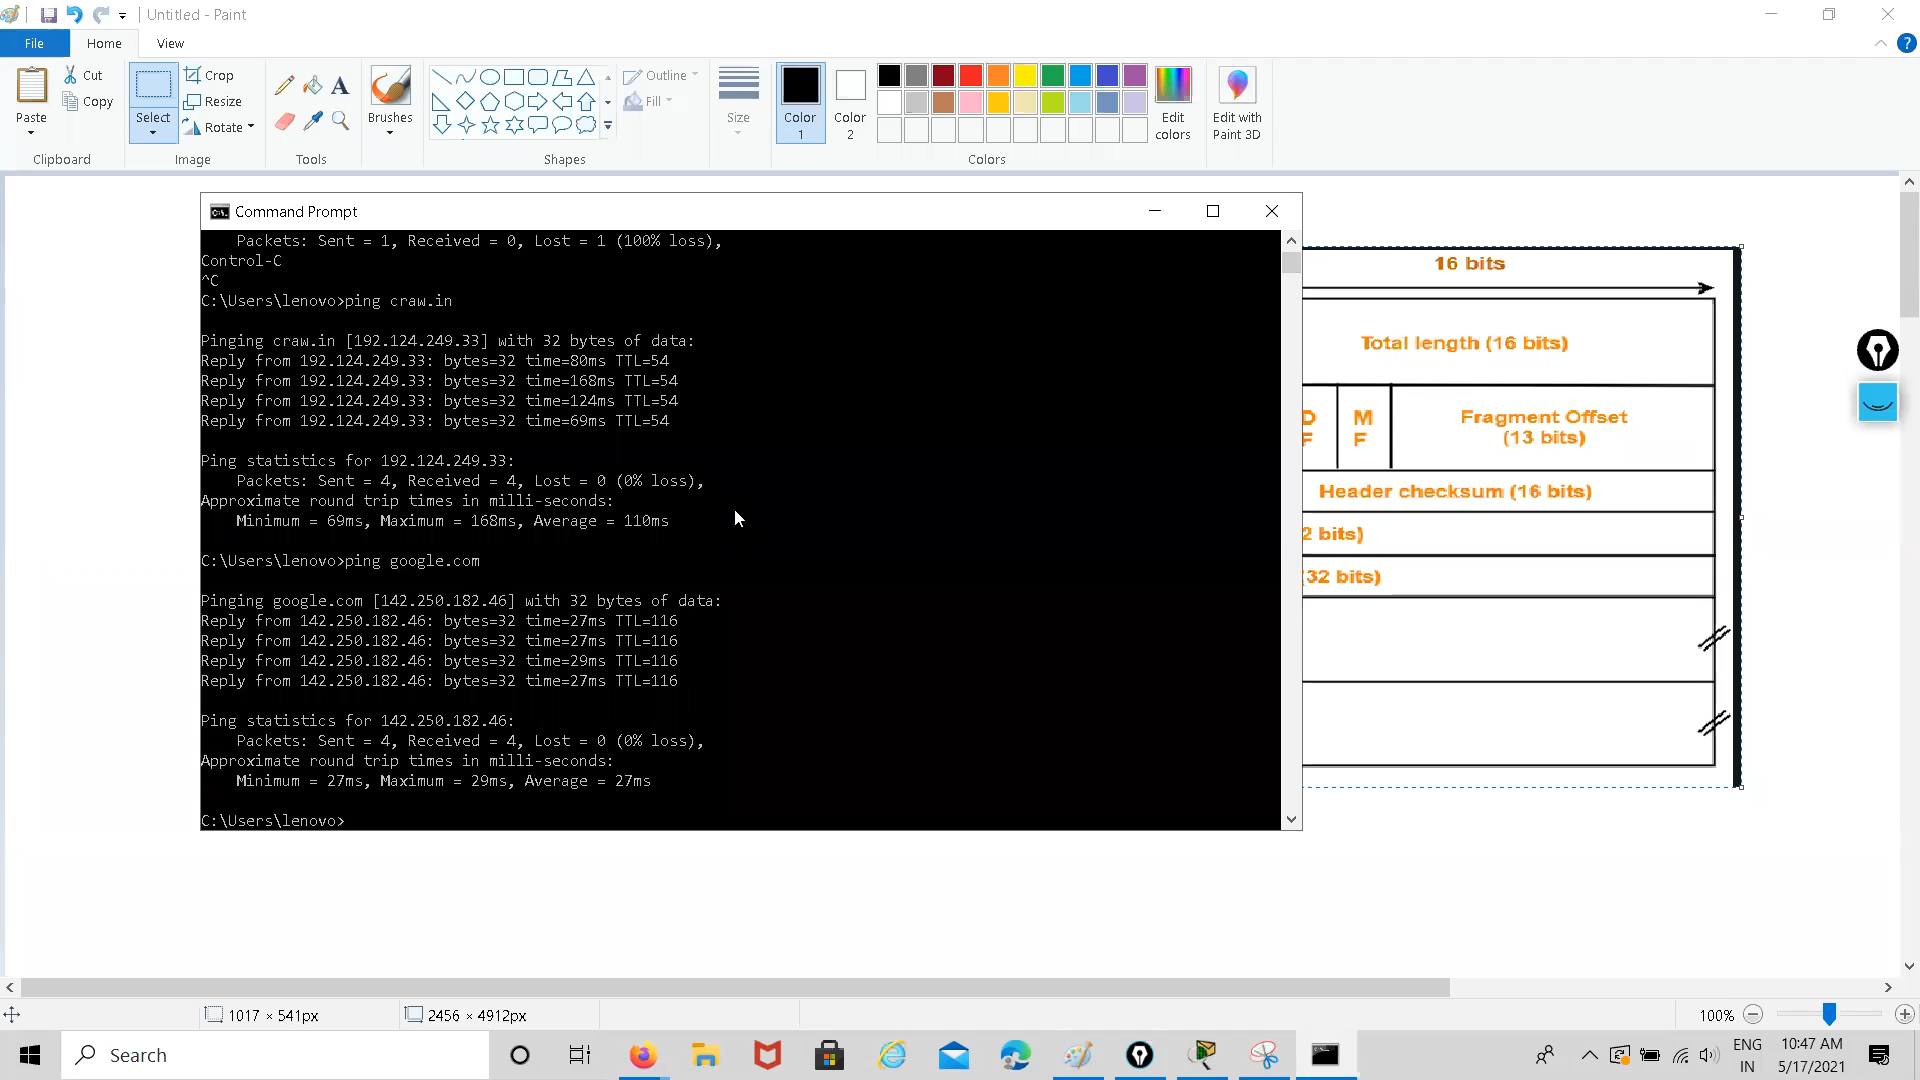 Untitled - Paint
File
Home
View
Paste
Cut
Copy
Clipboard
Select
Crop
Resize
Rotate
Image
A
Tools
Brushes
Shapes
Outline
Fill
Size
Color
1
Color
2
Colors
Edit
colors
Edit with
Paint 3D
?
C:\.
Command Prompt
Packets: Sent = 1, Received = 0, Lost = 1 (100% loss),
Control-C
^C
C:\Users\lenovo>ping craw.in
Pinging craw.in [192.124.249.33] with 32 bytes of data:
Reply from 192.124.249.33: bytes=32 time=80ms TTL=54
Reply from 192.124.249.33: bytes=32 time=168ms TTL=54
Reply from 192.124.249.33: bytes=32 time=124ms TTL=54
Reply from 192.124.249.33: bytes=32 time=69ms TTL=54
Ping statistics for 192.124.249.33:
Packets: Sent = 4, Received = 4, Lost = 0 (0% loss),
Approximate round trip times in milli-seconds:
Minimum = 69ms, Maximum = 168ms, Average = 110ms
C:\Users\lenovo>ping google.com
Pinging google.com [142.250.182.46] with 32 bytes of data:
Reply from 142.250.182.46: bytes=32 time=27ms TTL=116
Reply from 142.250.182.46: bytes=32 time=27ms TTL=116
Reply from 142.250.182.46: bytes=32 time=29ms TTL=116
Reply from 142.250.182.46: bytes=32 time=27ms TTL=116
Ping statistics for 142.250.182.46:
Packets: Sent = 4, Received = 4, Lost = 0 (0% loss),
Approximate round trip times in milli-seconds:
Minimum = 27ms, Maximum = 29ms, Average = 27ms
C:\Users\lenovo>
16 bits
Total length (16 bits)
D
F
M
F
Fragment Offset
(13 bits)
Header checksum (16 bits)
2 bits)
(32 bits)
1017 × 541px
2456 × 4912px
100%
Search
ENG
IN
10:47 AM
5/17/2021